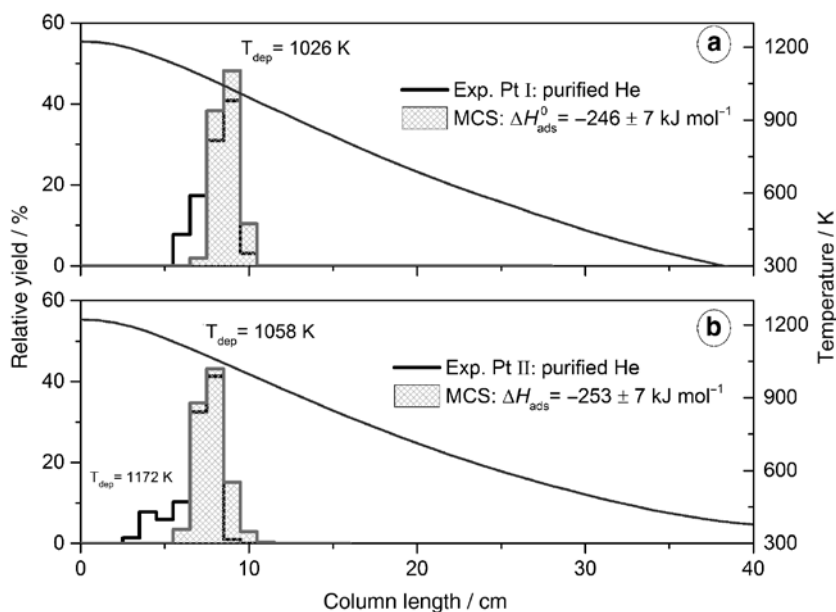 60
40
20
0
T_dep = 1026 K
a
Exp. Pt I: purified He
MCS: ΔH⁰_ads = −246 ± 7 kJ mol⁻¹
1200
900
600
300
60
40
20
0
T_dep = 1058 K
b
Exp. Pt II: purified He
MCS: ΔH_ads = −253 ± 7 kJ mol⁻¹
T_dep = 1172 K
1200
900
600
300
0
10
20
30
40
Relative yield / %
Temperature / K
Column length / cm